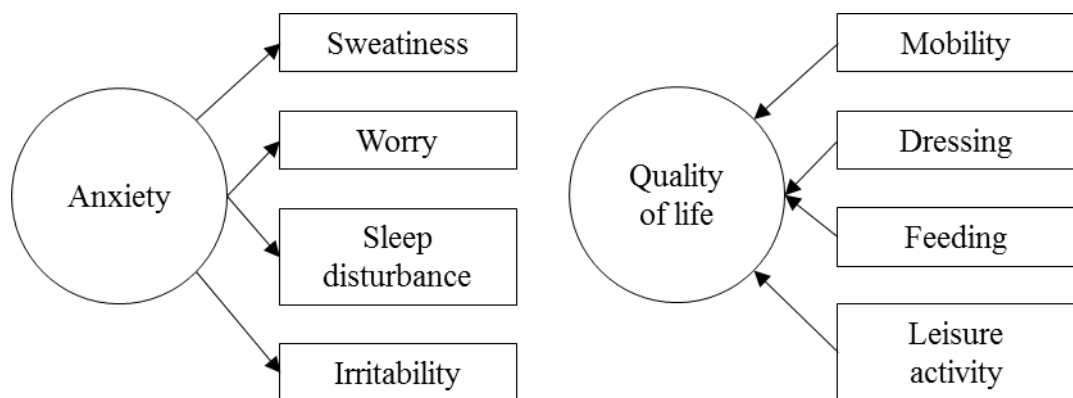 Anxiety
Sweatiness
Worry
Sleep
disturbance
Irritability
Quality
of life
Mobility
Dressing
Feeding
Leisure
activity